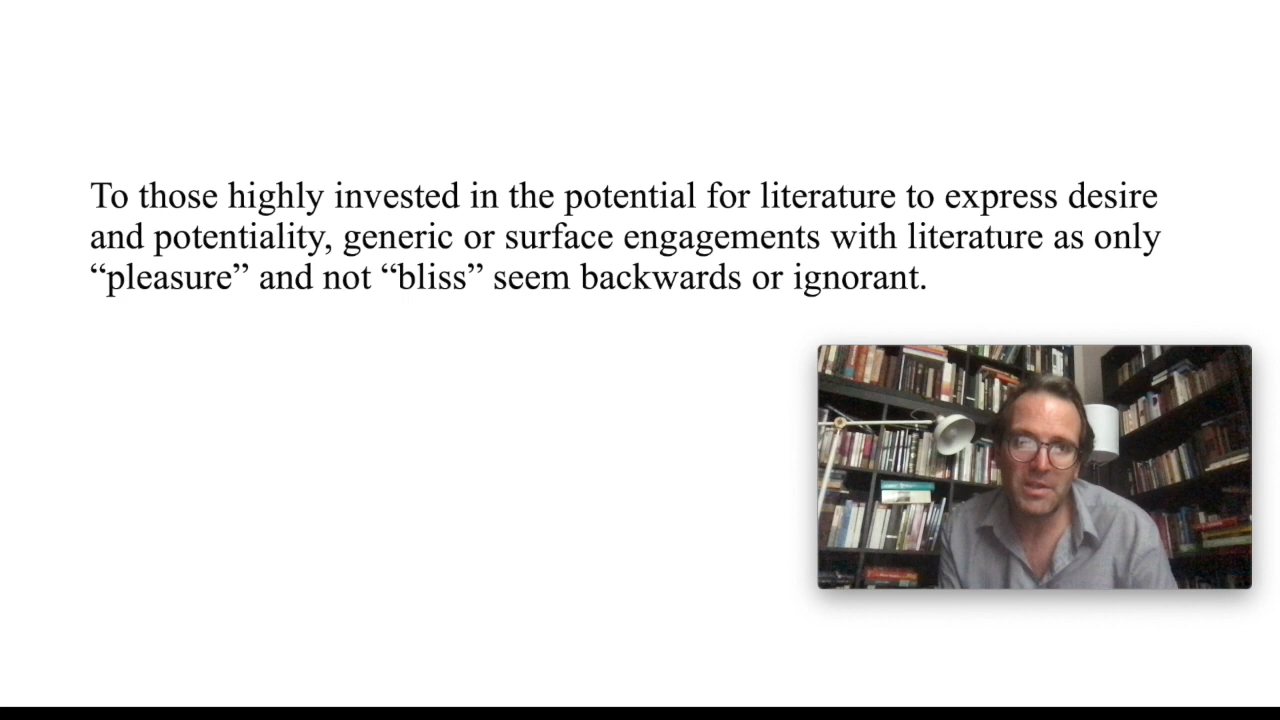 To those highly invested in the potential for literature to express desire
and potentiality, generic or surface engagements with literature as only
“pleasure” and not “bliss” seem backwards or ignorant.